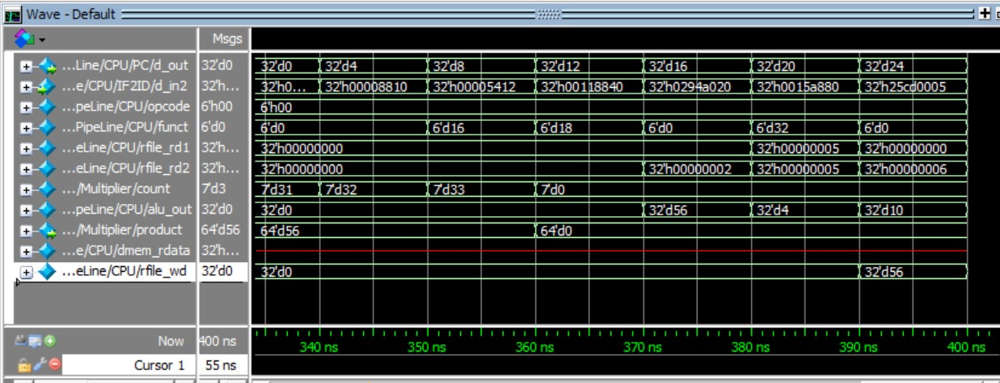 Wave - Default
Msgs
...Line/CPU/PC/d_out 32'd0 32'd0 32'd4 32'd8 32'd12 32'd16 32'd20 32'd24
...e/CPU/IF2ID/d_in2 32'h... 32'h0... 32'h00008810 32'h00005412 32'h00118840 32'h0294a020 32'h0015a880 32'h25cd0005
...peLine/CPU/opcode 6'h00 6'h00
...PipeLine/CPU/funct 6'd0 6'd0 6'd16 6'd18 6'd0 6'd32 6'd0
...eLine/CPU/rfile_rd1 32'h... 32'h00000000 32'h00000005 32'h00000000
...eLine/CPU/rfile_rd2 32'h... 32'h00000000 32'h00000002 32'h00000005 32'h00000006
.../Multiplier/count 7'd3 7'd31 7'd32 7'd33 7'd0
...peLine/CPU/alu_out 32'd0 32'd0 32'd56 32'd4 32'd10
.../Multiplier/product 64'd56 64'd56 64'd0
...e/CPU/dmem_rdata 32'h...
...eLine/CPU/rfile_wd 32'd0 32'd0 32'd56
Now 400 ns 340 ns 350 ns 360 ns 370 ns 380 ns 390 ns 400 ns
Cursor 1 55 ns